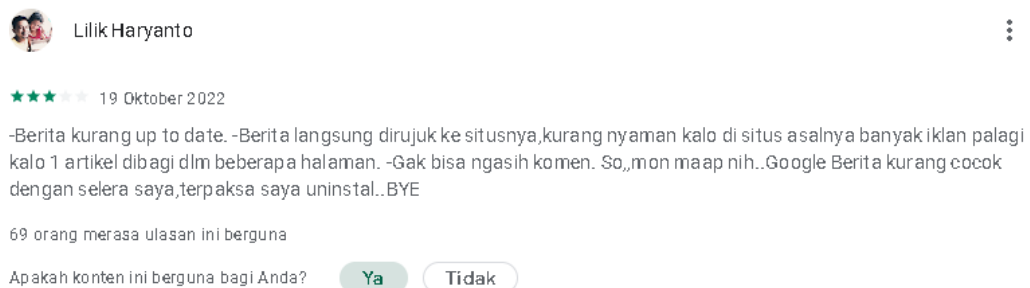 Lilik Haryanto
19 Oktober 2022
-Berita kurang up to date. -Berita langsung dirujuk ke situsnya,kurang nyaman kalo di situs asalnya banyak iklan palagi
kalo 1 artikel dibagi dlm beberapa halaman. -Gak bisa ngasih komen. So,,mon maap nih..Google Berita kurang cocok
dengan selera saya,terpaksa saya uninstal..BYE
69 orang merasa ulasan ini berguna
Apakah konten ini berguna bagi Anda? Ya Tidak